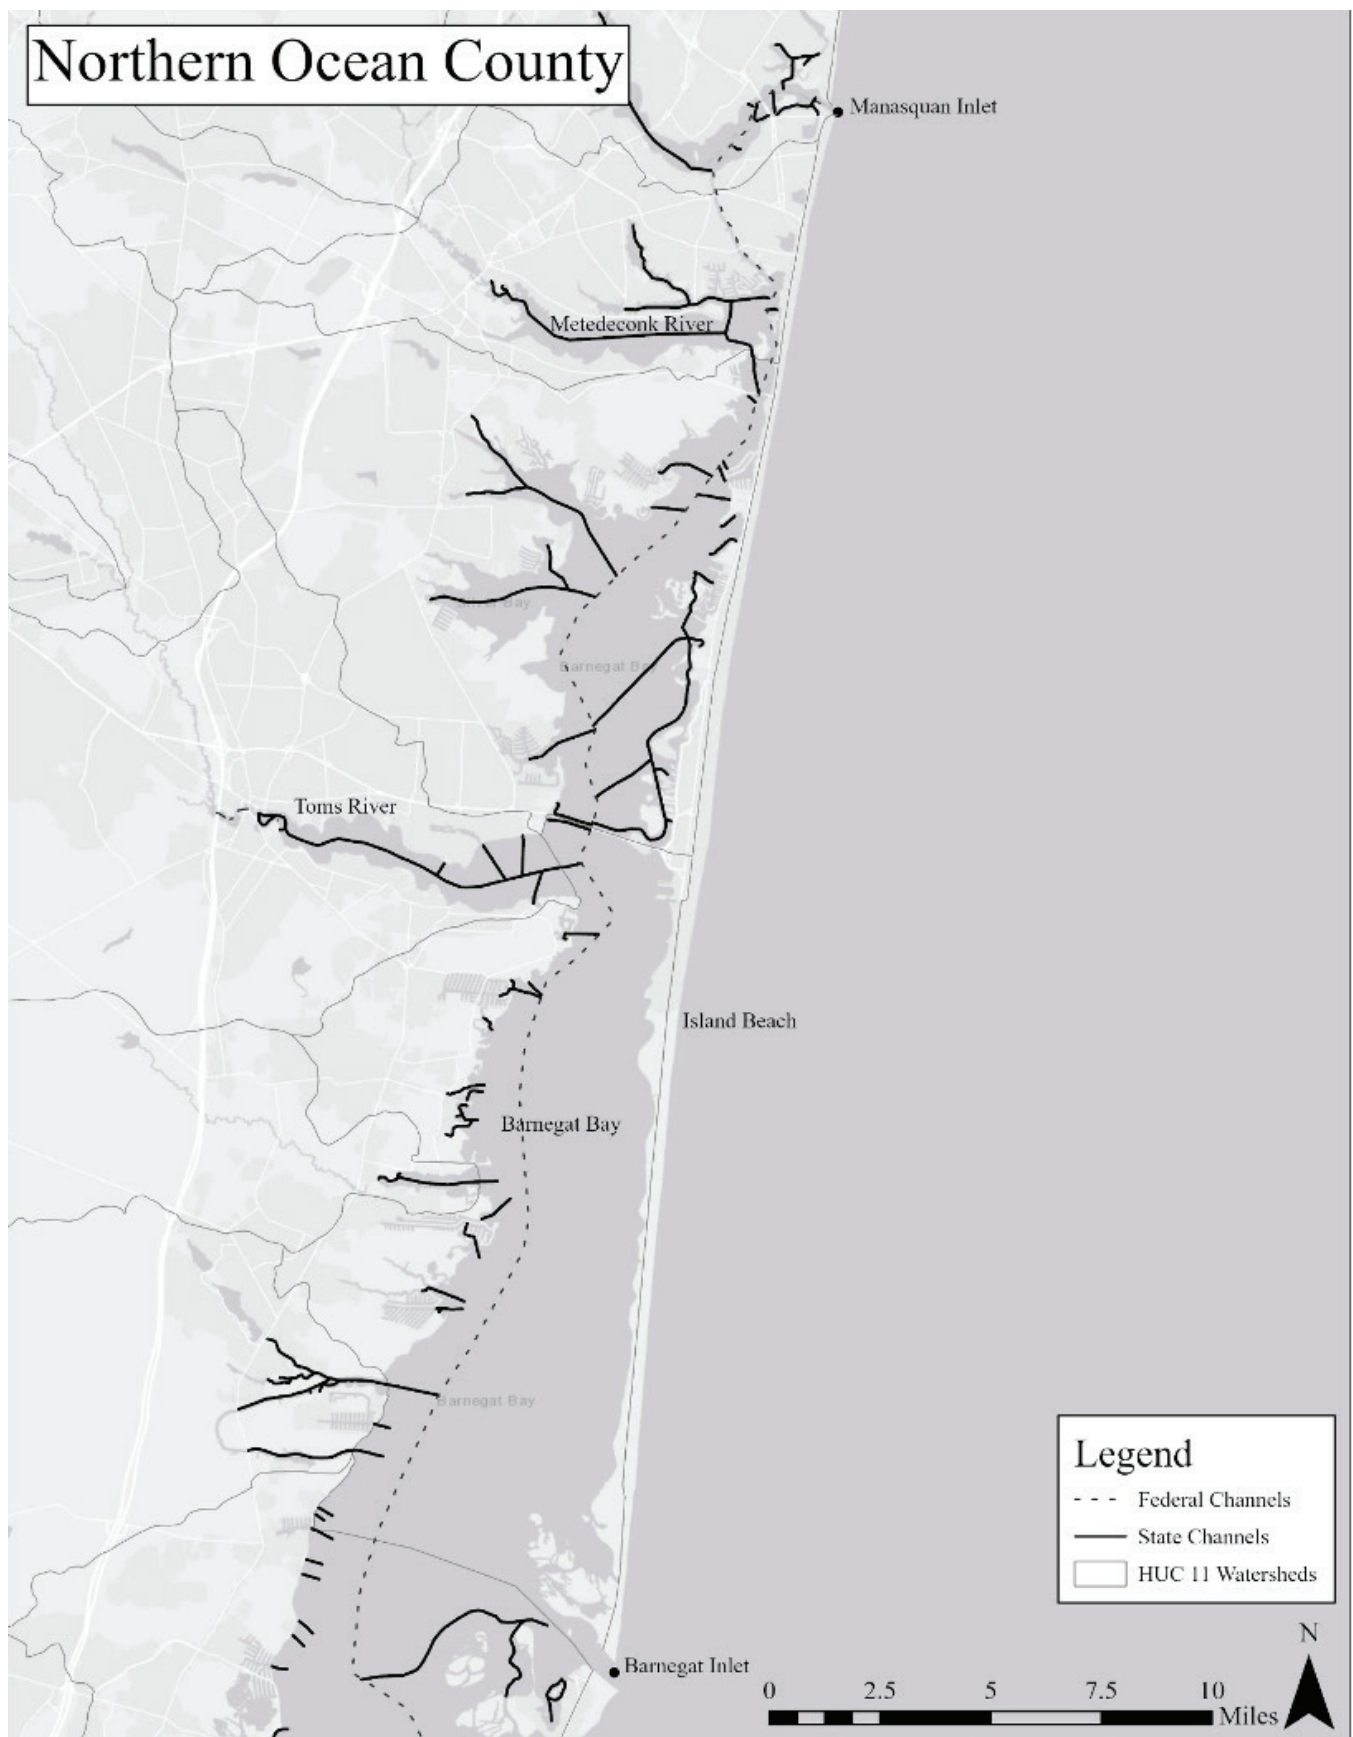 Northern Ocean County
Manasquan Inlet
Metedeconk River
Barnegat Bay
Toms River
Island Beach
Barnegat Bay
Barnegat Bay
Legend
Federal Channels
State Channels
HUC 11 Watersheds
N
Barnegat Inlet
0 2.5 5 7.5 10
Miles